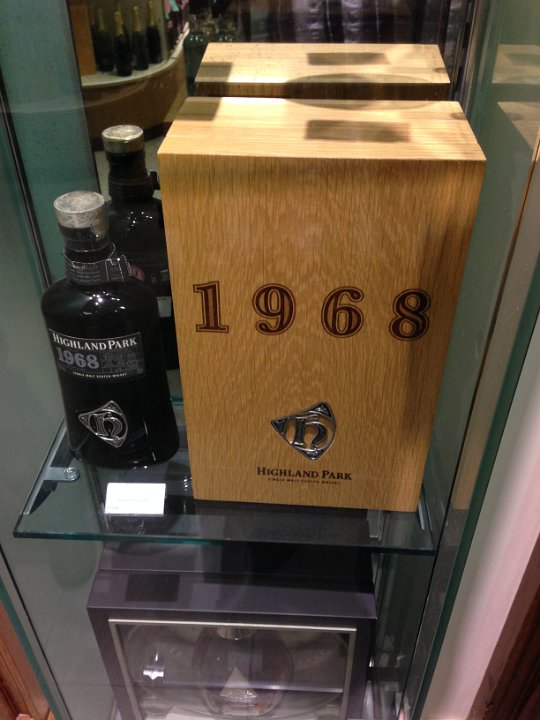 HIGHLAND PARK
1968
SINGLE MALT SCOTCH WHISKY
1968
H
HIGHLAND PARK
SINGLE MALT SCOTCH WHISKY